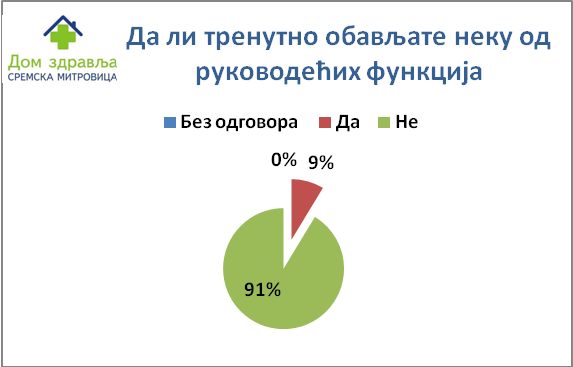 Дом здравља
СРЕМСКА МИТРОВИЦА
Да ли тренутно обављате неку од
руководећих функција
Без одговора Да Не
0% 9%
91%